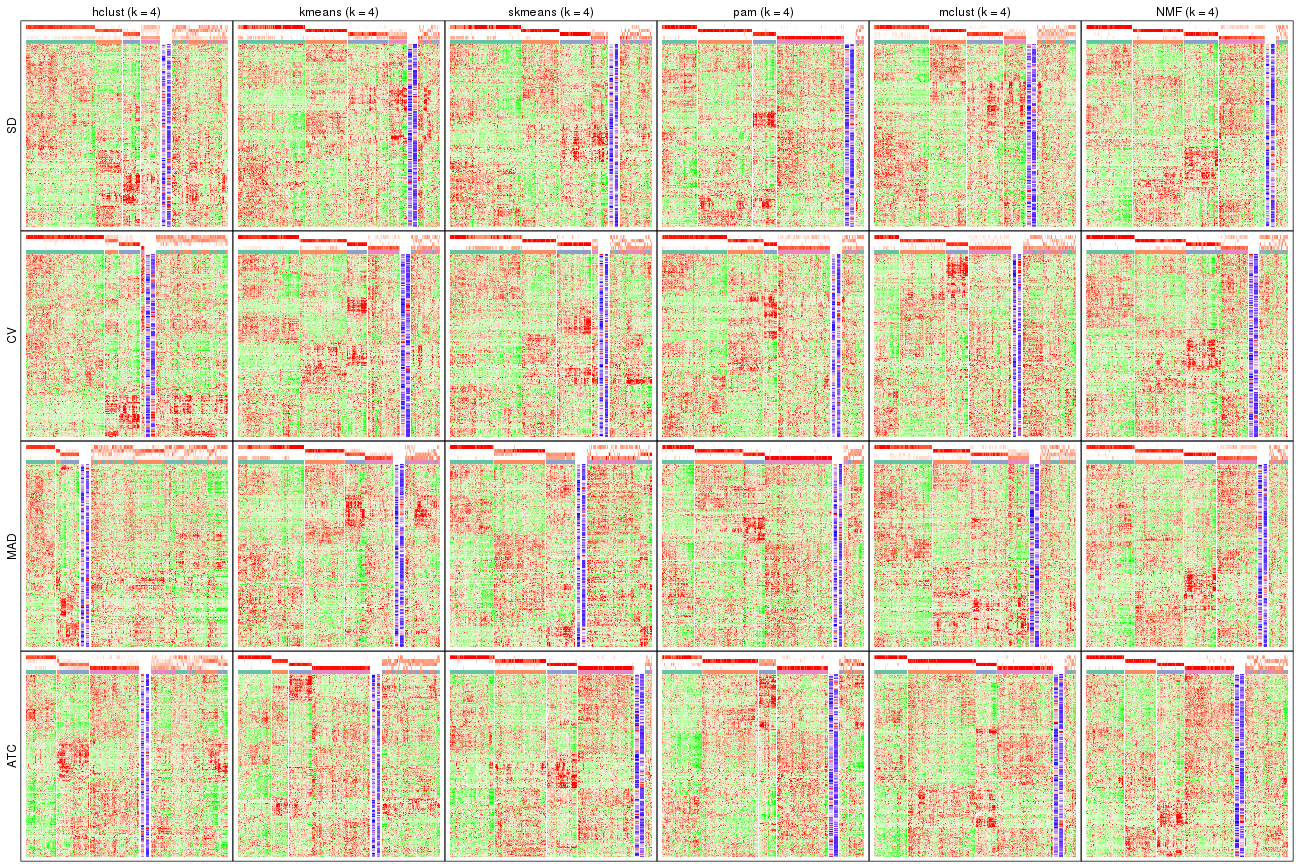 hclust (k = 4) kmeans (k = 4) skmeans (k = 4) pam (k = 4) mclust (k = 4) NMF (k = 4)
SD
CV
MAD
ATC